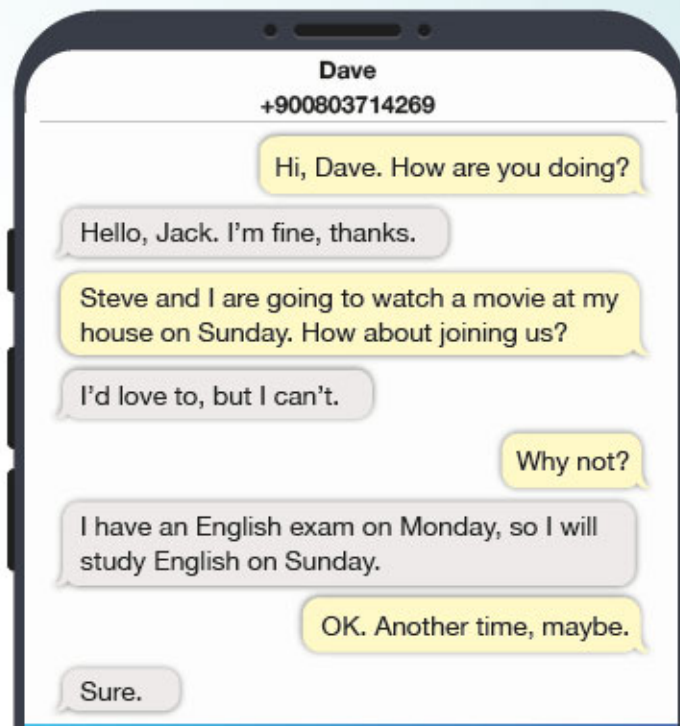 Dave
+900803714269
Hi, Dave. How are you doing?
Hello, Jack. I'm fine, thanks.
Steve and I are going to watch a movie at my
house on Sunday. How about joining us?
I'd love to, but I can't.
Why not?
I have an English exam on Monday, so I will
study English on Sunday.
OK. Another time, maybe.
Sure.